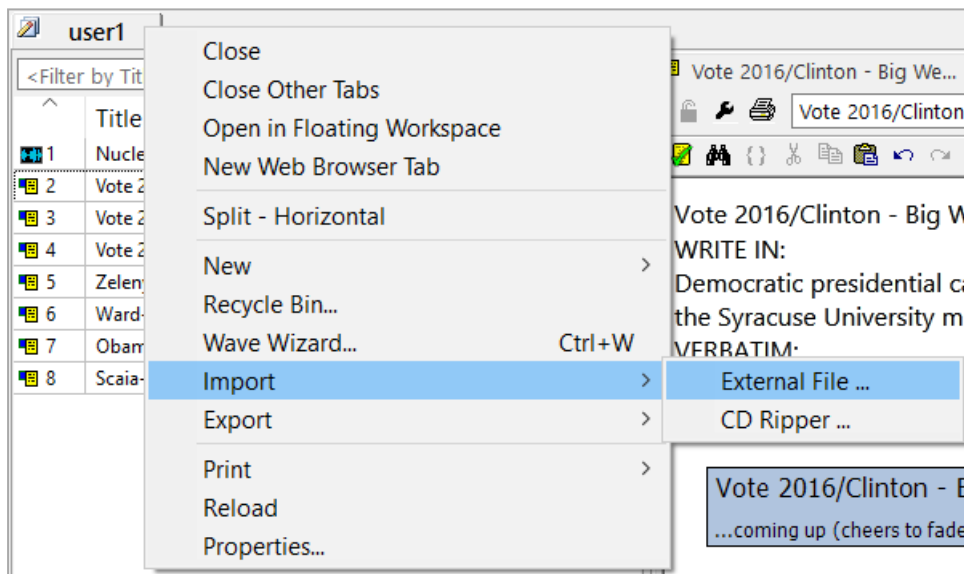 user1
<Filter by Tit
Title
1 Nucle
2 Vote 2
3 Vote 2
4 Vote 2
5 Zeleny
6 Ward-
7 Obam
8 Scaia-
Close
Close Other Tabs
Open in Floating Workspace
New Web Browser Tab
Split - Horizontal
New
Recycle Bin...
Wave Wizard... Ctrl+W
Import
Export
Print
Reload
Properties...
External File ...
CD Ripper ...
Vote 2016/Clinton - Big We...
Vote 2016/Clinton
Vote 2016/Clinton - Big W
WRITE IN:
Democratic presidential ca
the Syracuse University m
VERBATIM:
Vote 2016/Clinton - B
...coming up (cheers to fade